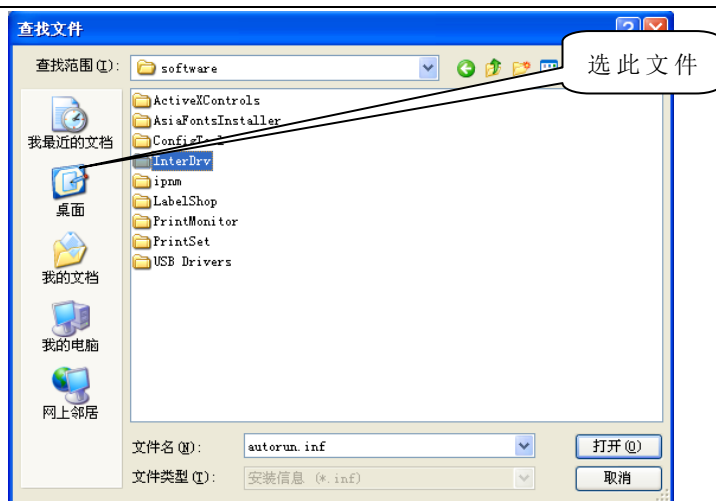 查找文件
选此文件
查找范围(I):
software
我最近的文档
桌面
我的文档
我的电脑
网上邻居
ActiveXControls
AsiaFontsInstaller
InterDrv
ipnm
LabelShop
PrintMonitor
PrintSet
USB Drivers
文件名(N):
autorun.inf
打开(O)
文件类型(T):
安装信息 (*.inf)
取消